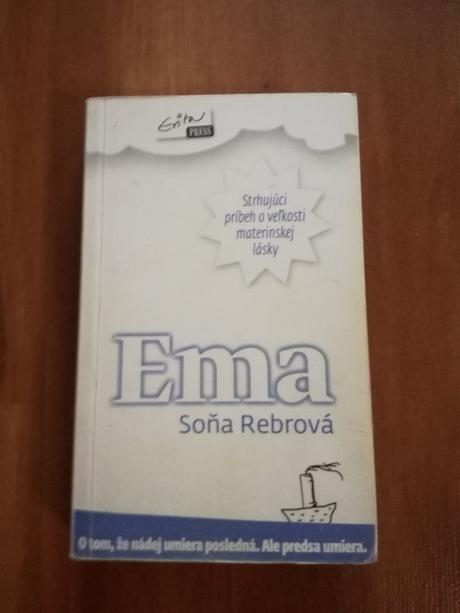 Evita
PRESS
Strhujúci
príbeh o veľkosti
materinskej
lásky
Ema
Soňa Rebrová
O tom, že nádej umiera posledná. Ale predsa umiera.